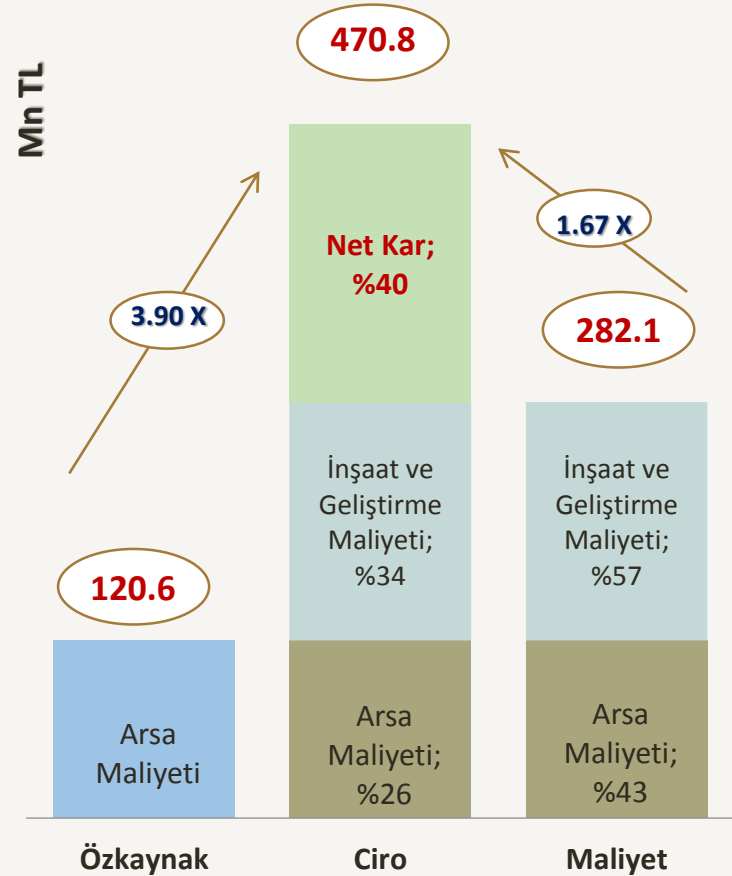 Mn TL
470.8
3.90 X
1.67 X
282.1
120.6
Arsa
Maliyeti
Net Kar;
%40
İnşaat ve
Geliştirme
Maliyeti;
%34
Arsa
Maliyeti;
%26
İnşaat ve
Geliştirme
Maliyeti;
%57
Arsa
Maliyeti;
%43
Özkaynak
Ciro
Maliyet